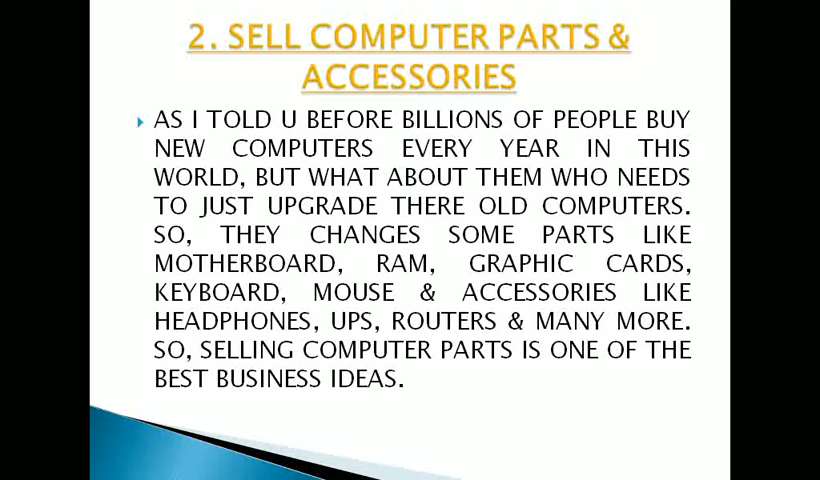 2. SELL COMPUTER PARTS &
ACCESSORIES
AS I TOLD U BEFORE BILLIONS OF PEOPLE BUY
NEW COMPUTERS EVERY YEAR IN THIS
WORLD, BUT WHAT ABOUT THEM WHO NEEDS
TO JUST UPGRADE THERE OLD COMPUTERS.
SO, THEY CHANGES SOME PARTS LIKE
MOTHERBOARD, RAM, GRAPHIC CARDS,
KEYBOARD, MOUSE & ACCESSORIES LIKE
HEADPHONES, UPS, ROUTERS & MANY MORE.
SO, SELLING COMPUTER PARTS IS ONE OF THE
BEST BUSINESS IDEAS.